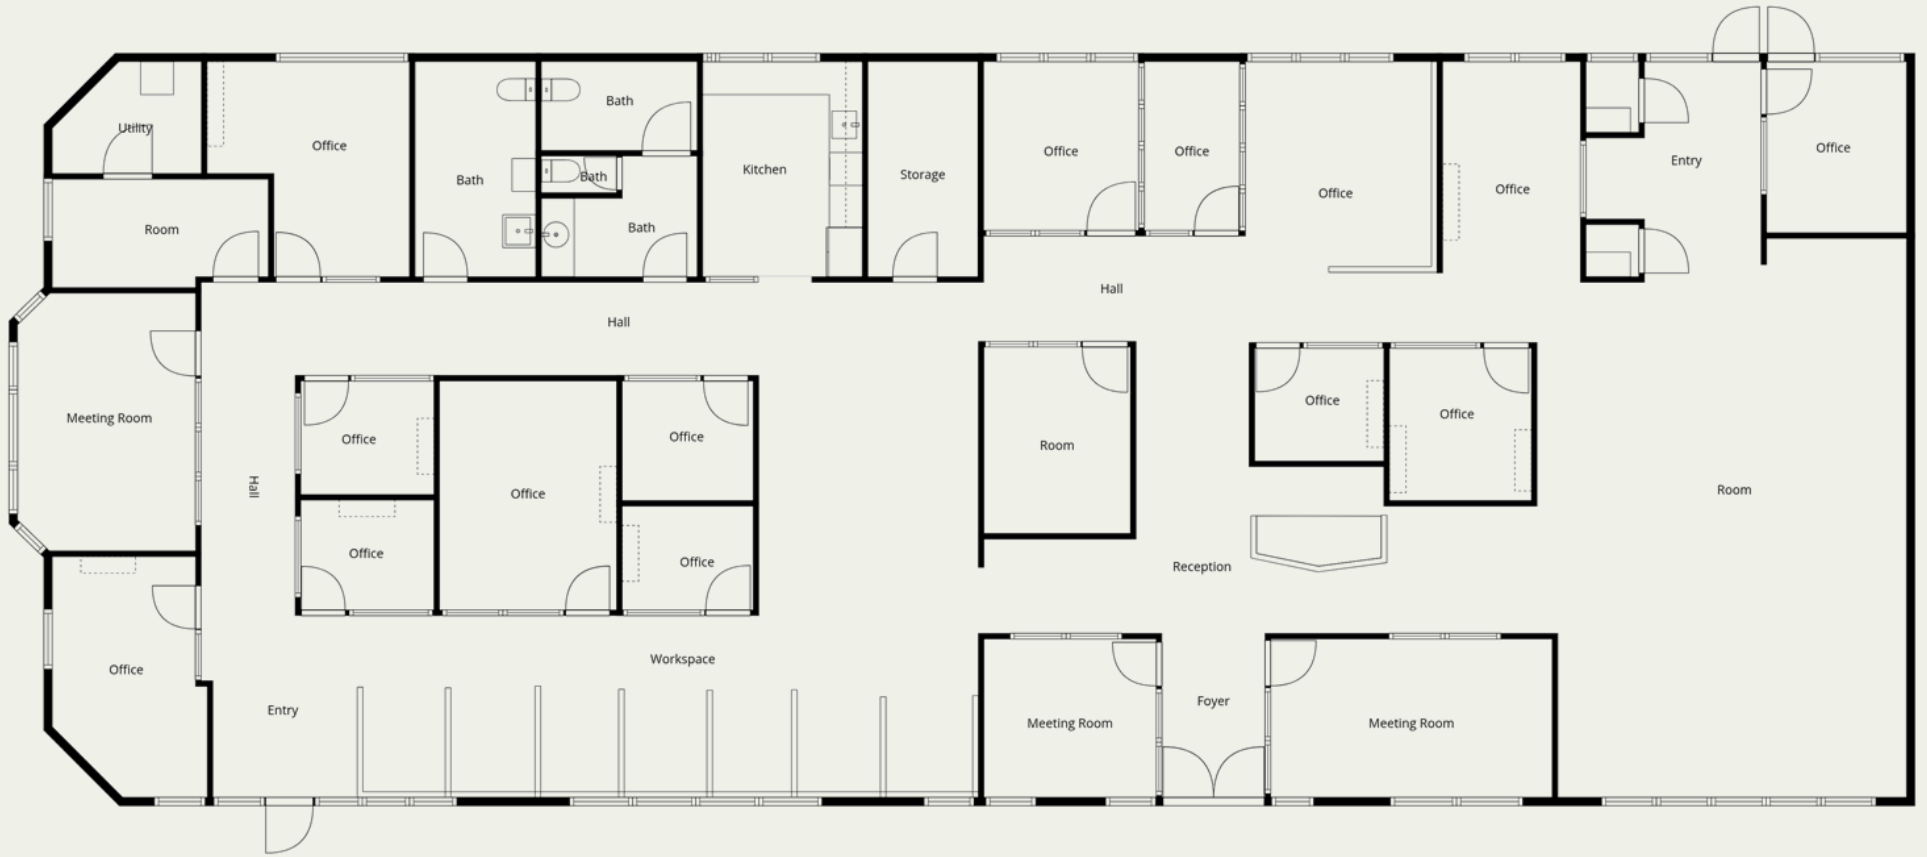 Bath
Utility
Office
Office
Office
Office
Office
Entry
Kitchen
Storage
Bath
Bath
Office
Office
Room
Bath
Hall
Hall
Office
Office
Meeting Room
Office
Office
Room
Hall
Office
Room
Office
Office
Reception
Workspace
Office
Foyer
Entry
Meeting Room
Meeting Room